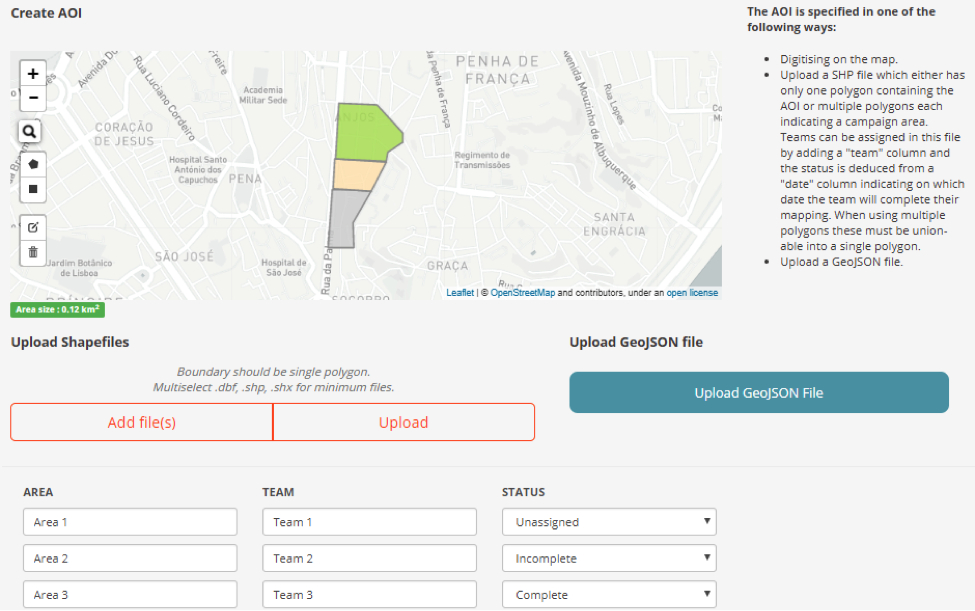 Create AOI
The AOI is specified in one of the
following ways:
Digitising on the map.
Upload a SHP file which either has
only one polygon containing the
AOI or multiple polygons each
indicating a campaign area.
Teams can be assigned in this file
by adding a "team" column and
the status is deduced from a
"date" column indicating on which
date the team will complete their
mapping. When using multiple
polygons these must be union-
able into a single polygon.
Upload a GeoJSON file.
+
−
Avenida D
Rua Luciano Cordeiro
Freire
Academia
Militar Sede
CORAÇÃO
DE JESUS
Hospital Santo
António dos
Capuchos
PENA
ANJOS
PENHA DE
FRANÇA
da Penha de França
Avenida Mouzinho de Albuquerque
Rua Lopes
Regimento de
Transmissões
SANTA
ENGRÁCIA
SÃO JOSÉ
Hospital de
São José
Jardim Botânico
de Lisboa
Rua da Palma
GRAÇA
SOCORRO
PRÍNCIPE
Leaflet | © OpenStreetMap and contributors, under an open license
Area size : 0.12 km²
Upload Shapefiles
Boundary should be single polygon.
Multiselect .dbf, .shp, .shx for minimum files.
Add file(s)
Upload
Upload GeoJSON file
Upload GeoJSON File
AREA TEAM STATUS
Area 1 Team 1 Unassigned
Area 2 Team 2 Incomplete
Area 3 Team 3 Complete